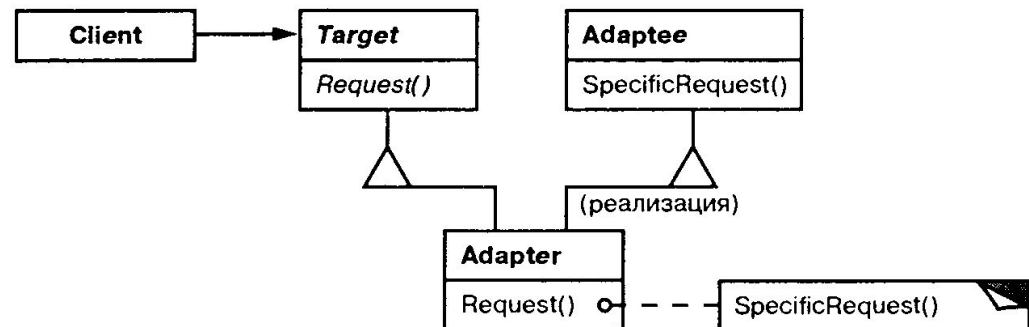 Client
Target
Request()
Adaptee
SpecificRequest()
(реализация)
Adapter
Request()
SpecificRequest()